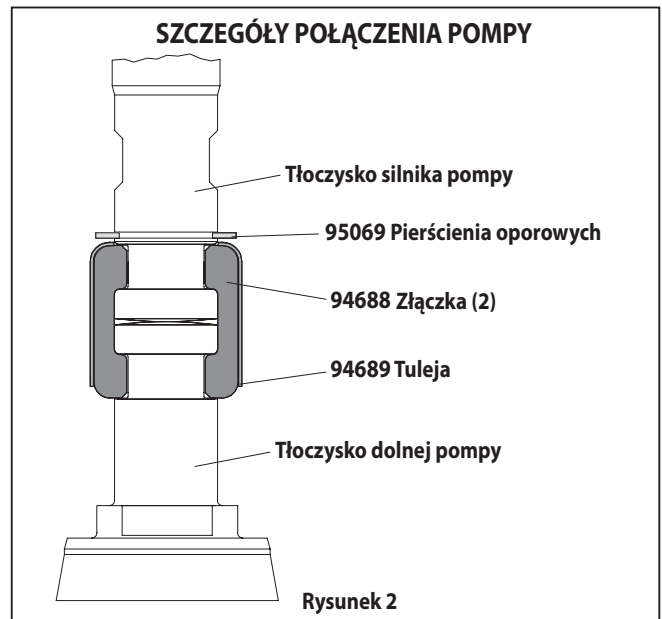 SZCZEGÓŁY POŁĄCZENIA POMPY
Tłoczysko silnika pompy
95069 Pierścienia oporowych
94688 Złączka (2)
94689 Tuleja
Tłoczysko dolnej pompy
Rysunek 2